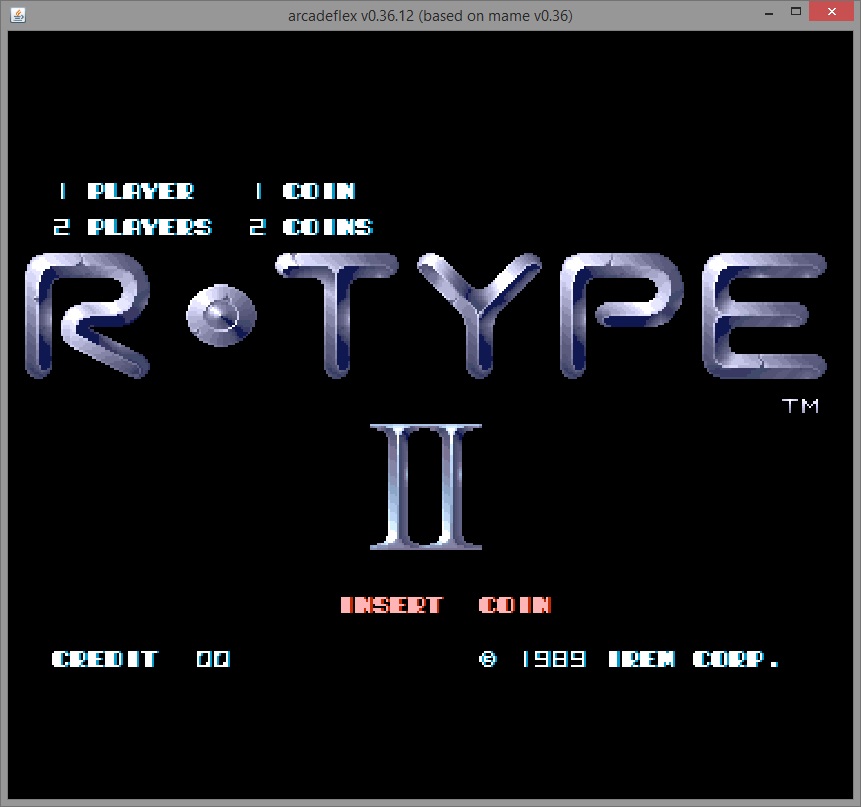 arcadeflex v0.36.12 (based on mame v0.36)
1 PLAYER 1 COIN
2 PLAYERS 2 COINS
R•TYPE
TM
II
INSERT COIN
CREDIT 00 © 1989 IREM CORP.